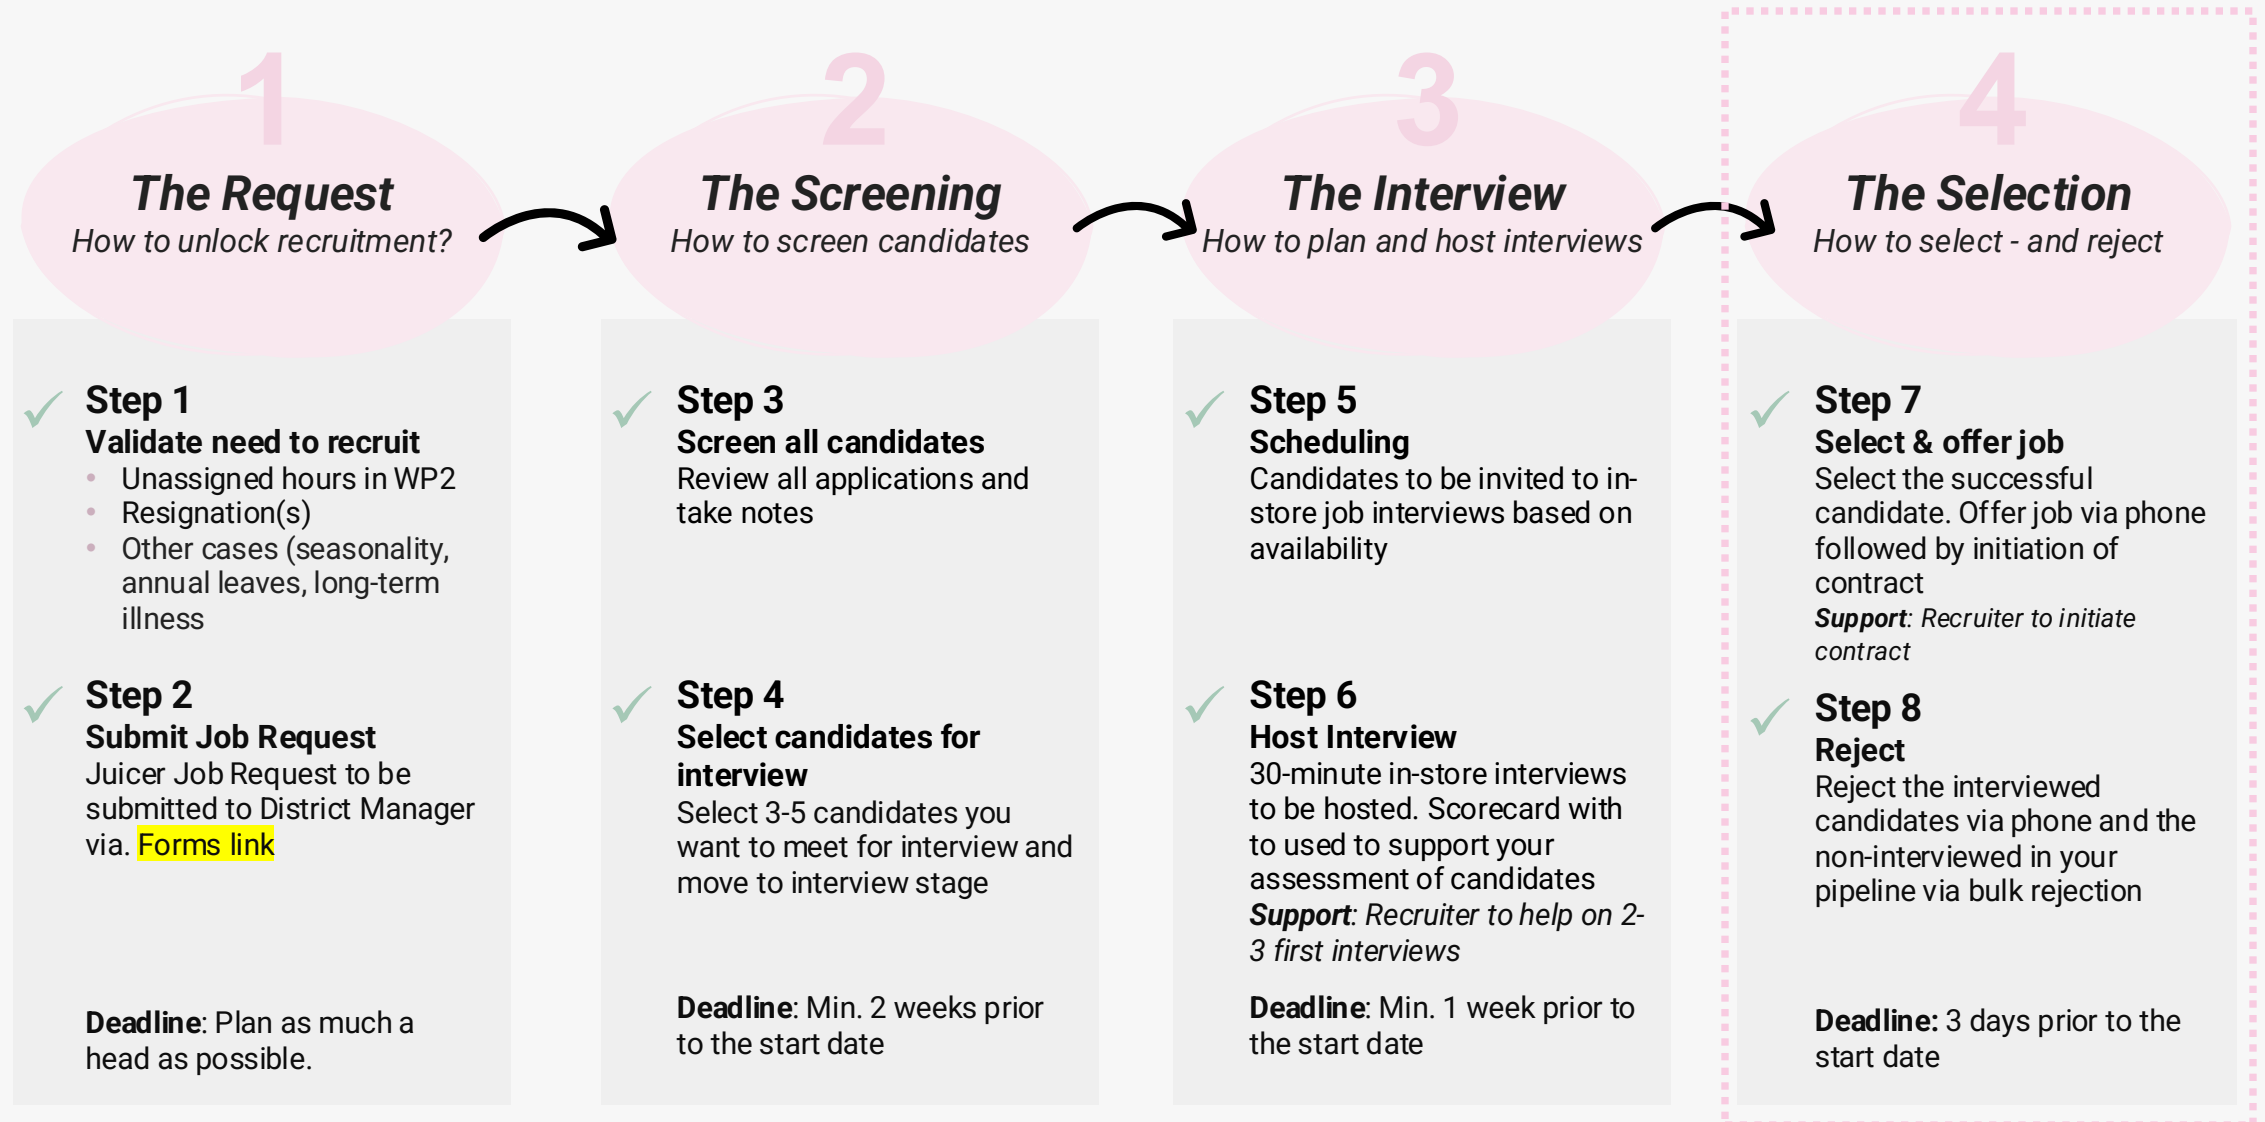 1
The Request
How to unlock recruitment?
Step 1
Validate need to recruit
• Unassigned hours in WP2
• Resignation(s)
• Other cases (seasonality,
annual leaves, long-term
illness
Step 2
Submit Job Request
Juicer Job Request to be
submitted to District Manager
via. Forms link
Deadline: Plan as much a
head as possible.
2
The Screening
How to screen candidates
Step 3
Screen all candidates
Review all applications and
take notes
Step 4
Select candidates for
interview
Select 3-5 candidates you
want to meet for interview and
move to interview stage
Deadline: Min. 2 weeks prior
to the start date
3
The Interview
How to plan and host interviews
Step 5
Scheduling
Candidates to be invited to in-
store job interviews based on
availability
Step 6
Host Interview
30-minute in-store interviews
to be hosted. Scorecard with
to used to support your
assessment of candidates
Support: Recruiter to help on 2-
3 first interviews
Deadline: Min. 1 week prior to
the start date
4
The Selection
How to select - and reject
Step 7
Select & offer job
Select the successful
candidate. Offer job via phone
followed by initiation of
contract
Support: Recruiter to initiate
contract
Step 8
Reject
Reject the interviewed
candidates via phone and the
non-interviewed in your
pipeline via bulk rejection
Deadline: 3 days prior to the
start date